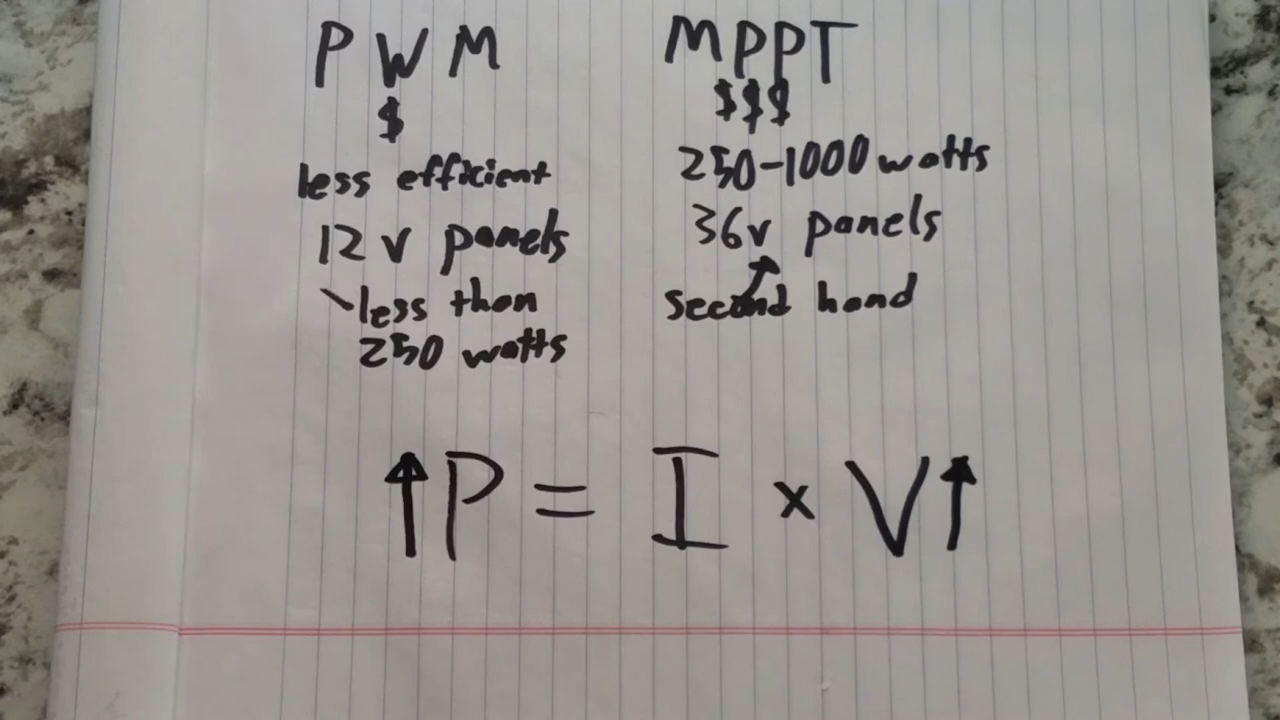 PWM
$
less efficient
12v panels
less than
250 watts
MPPT
$$$
250-1000 watts
36v panels
second hand
↑P = I × V↑